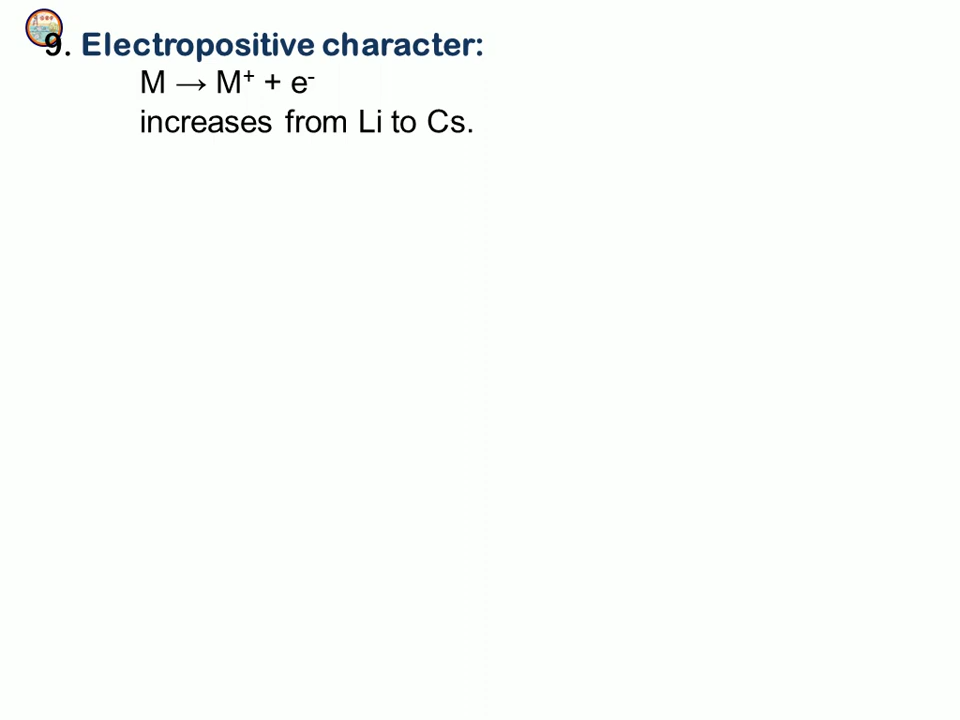 9. Electropositive character:
M → M⁺ + e⁻
increases from Li to Cs.